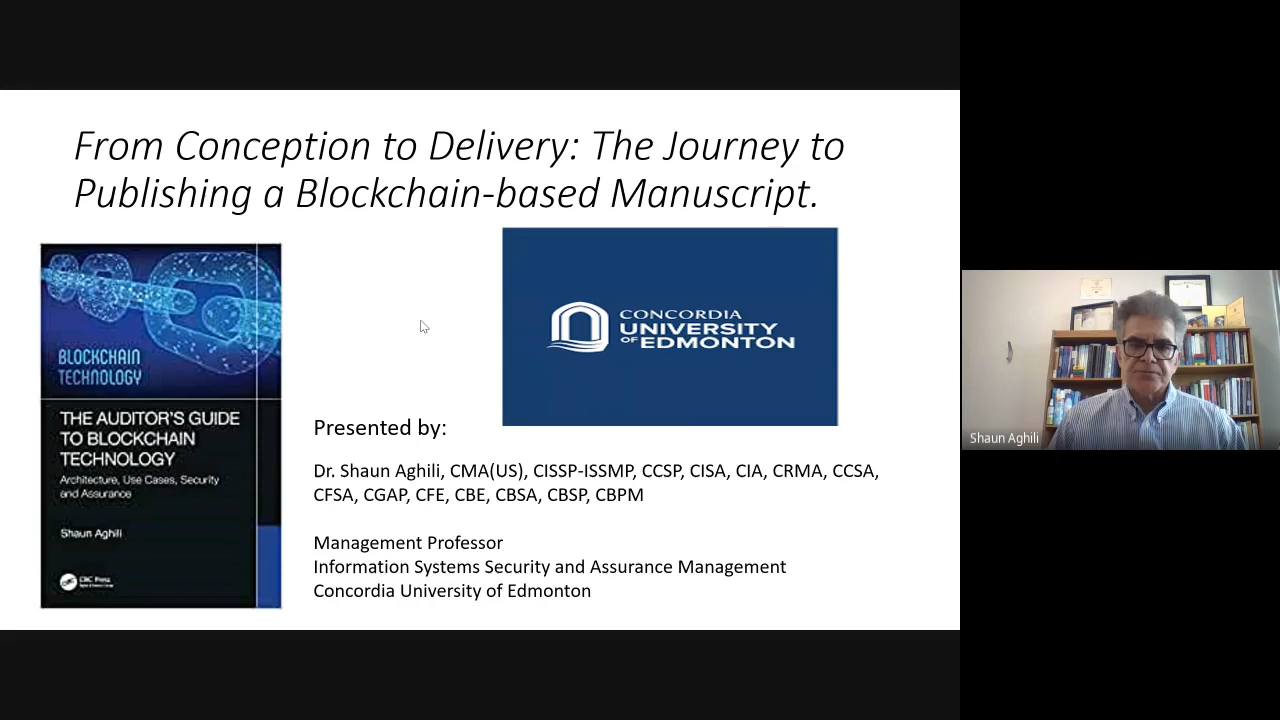 From Conception to Delivery: The Journey to
Publishing a Blockchain-based Manuscript.
BLOCKCHAIN
TECHNOLOGY
THE AUDITOR'S GUIDE
TO BLOCKCHAIN
TECHNOLOGY
Architecture, Use Cases, Security
and Assurance
Shaun Aghili
CRC Press
CONCORDIA
UNIVERSITY
OF EDMONTON
Presented by:
Dr. Shaun Aghili, CMA(US), CISSP-ISSMP, CCSP, CISA, CIA, CRMA, CCSA,
CFSA, CGAP, CFE, CBE, CBSA, CBSP, CBPM
Management Professor
Information Systems Security and Assurance Management
Concordia University of Edmonton
Shaun Aghili